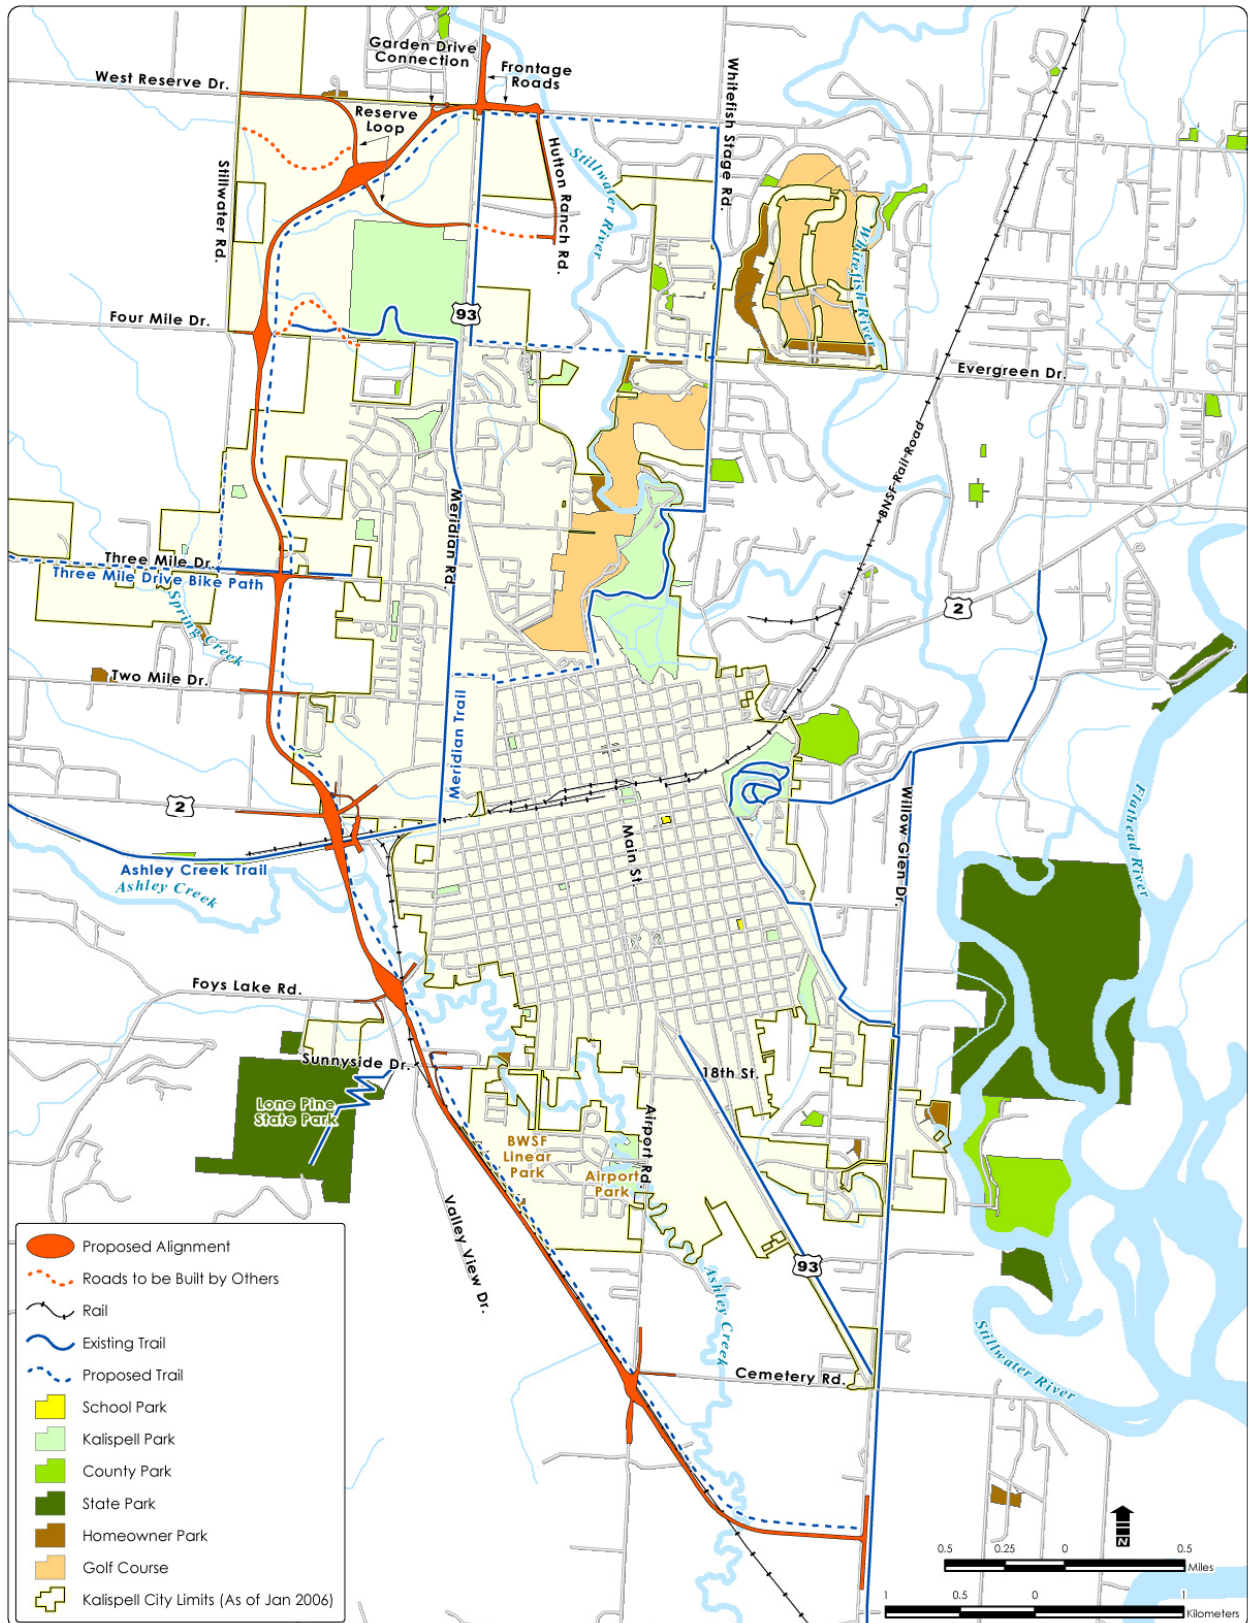 Garden Drive
Connection
Frontage
Roads
West Reserve Dr.
Reserve
Loop
Whitefish Stage Rd.
Stillwater Rd.
Stillwater River
Hutton Ranch Rd.
Whitefish River
Four Mile Dr.
93
Evergreen Dr.
BNSF Rail Road
Meridian Rd.
Three Mile Dr.
Three Mile Drive Bike Path
Spring Creek
2
Two Mile Dr.
Meridian Trail
2
Main St.
Willow Glen Dr.
Flathead River
Ashley Creek Trail
Ashley Creek
Foys Lake Rd.
Sunnyside Dr.
18th St.
Lone Pine
State Park
BWSF
Linear
Park
Airport
Park
Airport Rd.
Valley View Dr.
Ashley Creek
93
Stillwater River
Cemetery Rd.
Proposed Alignment
Roads to be Built by Others
Rail
Existing Trail
Proposed Trail
School Park
Kalispell Park
County Park
State Park
Homeowner Park
Golf Course
Kalispell City Limits (As of Jan 2006)
N
0.5 0.25 0 0.5
Miles
1 0.5 0 1
Kilometers